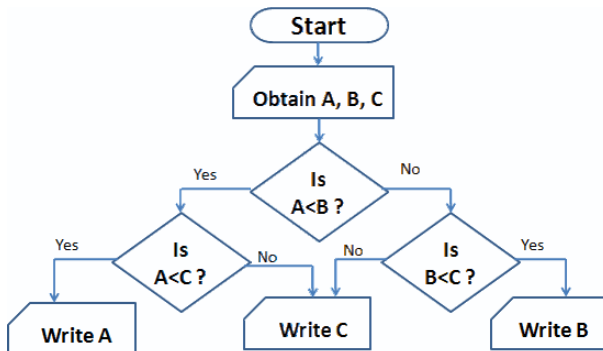 Start
Obtain A, B, C
Yes
No
Is
A<B ?
Yes
Is
A<C ?
No
No
Is
B<C ?
Yes
Write A
Write C
Write B